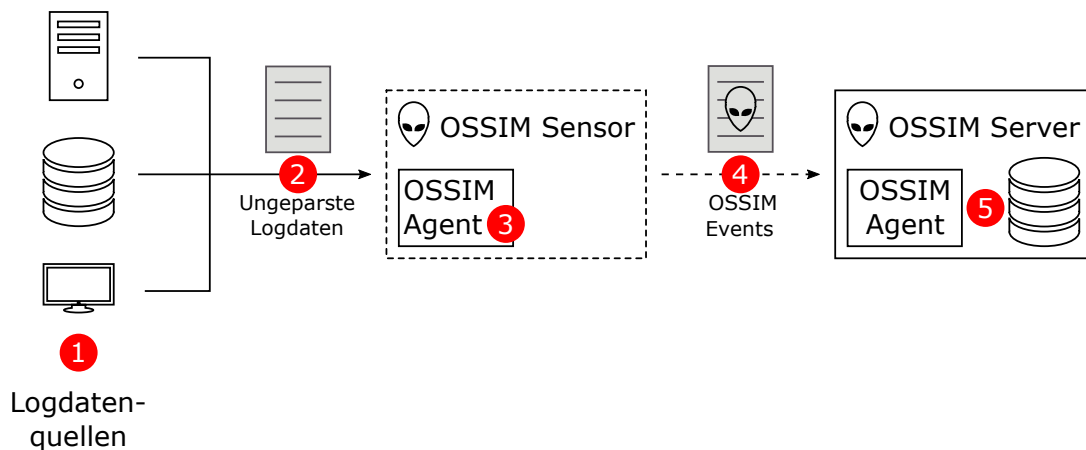 1
Logdaten-
quellen
2
Ungeparste
Logdaten
OSSIM Sensor
OSSIM
Agent
3
4
OSSIM
Events
OSSIM Server
OSSIM
Agent
5